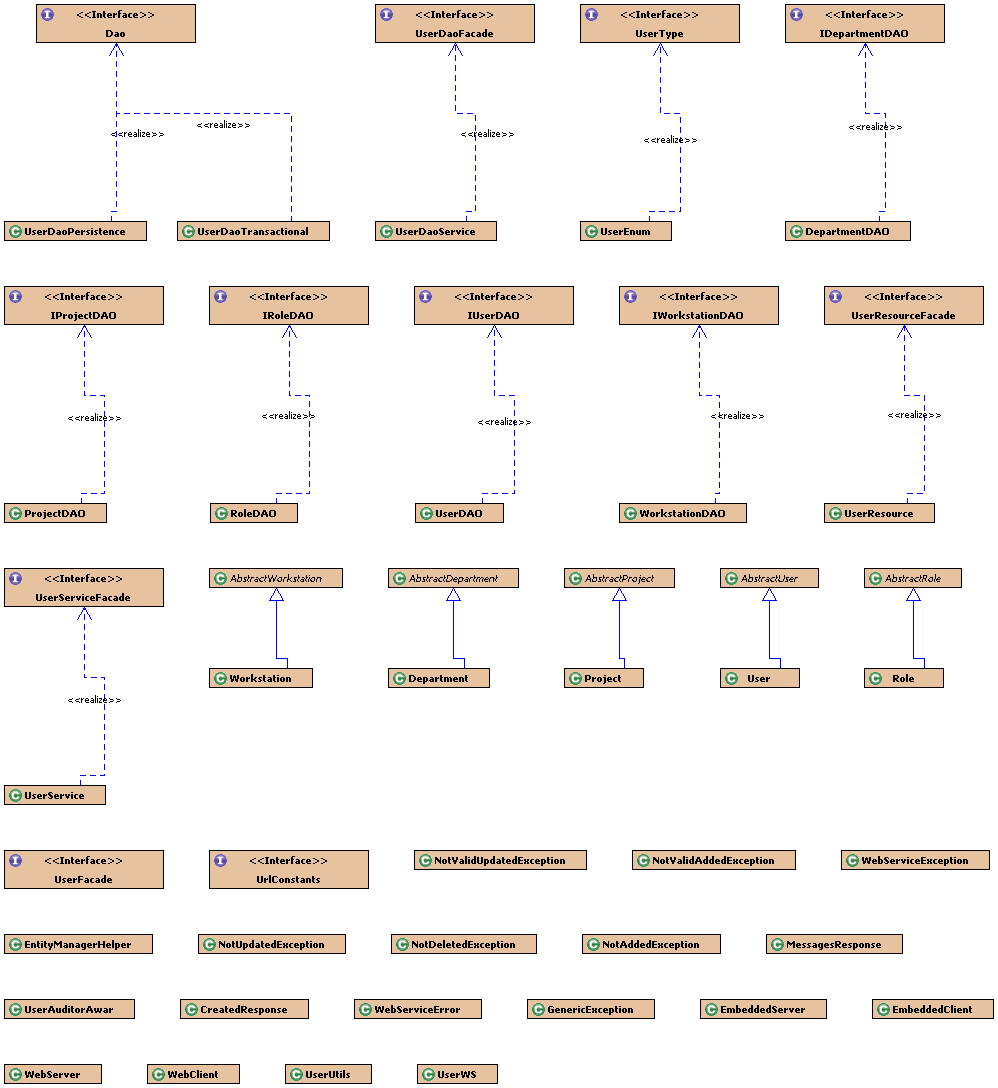 <<Interface>>
Dao
<<Interface>>
UserDaoFacade
<<Interface>>
UserType
<<Interface>>
IDepartmentDAO
<<realize>>
<<realize>>
<<realize>>
<<realize>>
<<realize>>
UserDaoPersistence
UserDaoTransactional
UserDaoService
UserEnum
DepartmentDAO
<<Interface>>
IProjectDAO
<<Interface>>
IRoleDAO
<<Interface>>
IUserDAO
<<Interface>>
IWorkstationDAO
<<Interface>>
UserResourceFacade
<<realize>>
<<realize>>
<<realize>>
<<realize>>
<<realize>>
ProjectDAO
RoleDAO
UserDAO
WorkstationDAO
UserResource
<<Interface>>
UserServiceFacade
AbstractWorkstation
AbstractDepartment
AbstractProject
AbstractUser
AbstractRole
Workstation
Department
Project
User
Role
<<realize>>
UserService
<<Interface>>
UserFacade
<<Interface>>
UrlConstants
NotValidUpdatedException
NotValidAddedException
WebServiceException
EntityManagerHelper
NotUpdatedException
NotDeletedException
NotAddedException
MessagesResponse
UserAuditorAwar
CreatedResponse
WebServiceError
GenericException
EmbeddedServer
EmbeddedClient
WebServer
WebClient
UserUtils
UserWS